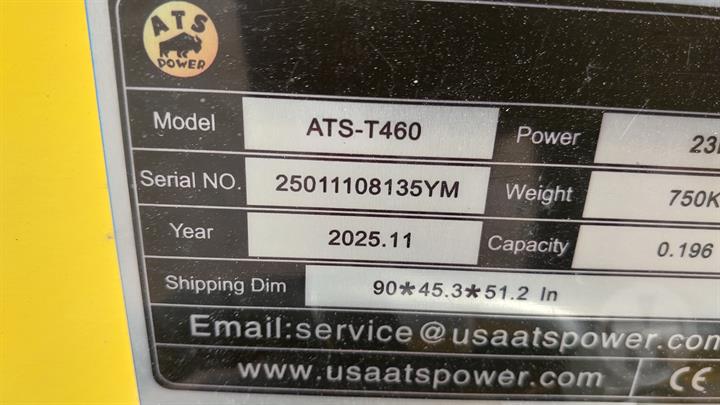 ATS
POWER
Model ATS-T460 Power
Serial NO. 25011108135YM Weight 750K
Year 2025.11 Capacity 0.196
Shipping Dim 90*45.3*51.2 In
Email:service@usaatspower.com
www.usaatspower.com CE